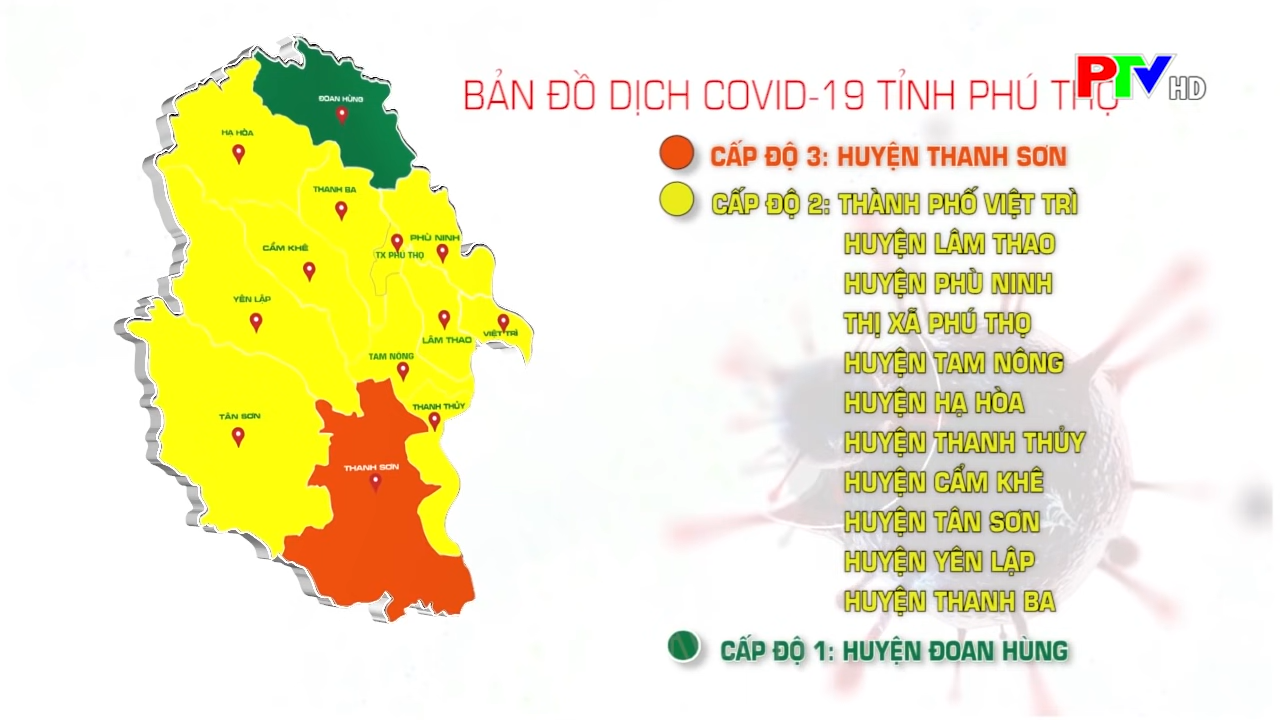 BẢN ĐỒ DỊCH COVID-19 TỈNH PHÚ THỌ
PTV HD
CẤP ĐỘ 3: HUYỆN THANH SƠN
CẤP ĐỘ 2: THÀNH PHỐ VIỆT TRÌ
HUYỆN LÂM THAO
HUYỆN PHÙ NINH
THỊ XÃ PHÚ THỌ
HUYỆN TAM NÔNG
HUYỆN HẠ HÒA
HUYỆN THANH THỦY
HUYỆN CẨM KHÊ
HUYỆN TÂN SƠN
HUYỆN YÊN LẬP
HUYỆN THANH BA
CẤP ĐỘ 1: HUYỆN ĐOAN HÙNG
ĐOAN HÙNG
HẠ HÒA
THANH BA
PHÙ NINH
CẨM KHÊ
TX PHÚ THỌ
YÊN LẬP
VIỆT TRÌ
LÂM THAO
TAM NÔNG
THANH THỦY
TÂN SƠN
THANH SƠN